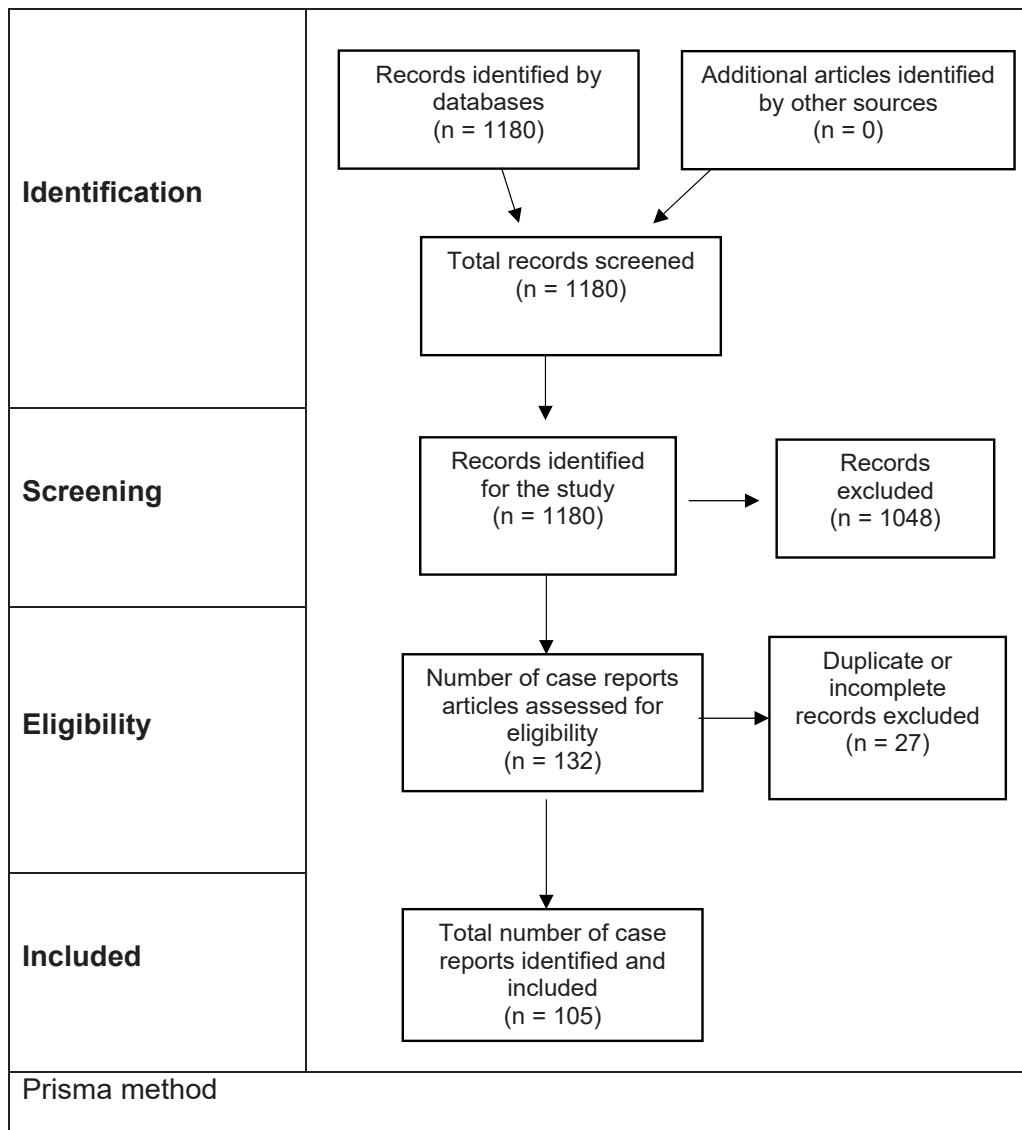 Identification
Records identified by
databases
(n = 1180)
Additional articles identified
by other sources
(n = 0)
Total records screened
(n = 1180)
Screening
Records identified
for the study
(n = 1180)
Records
excluded
(n = 1048)
Eligibility
Number of case reports
articles assessed for
eligibility
(n = 132)
Duplicate or
incomplete
records excluded
(n = 27)
Included
Total number of case
reports identified and
included
(n = 105)
Prisma method